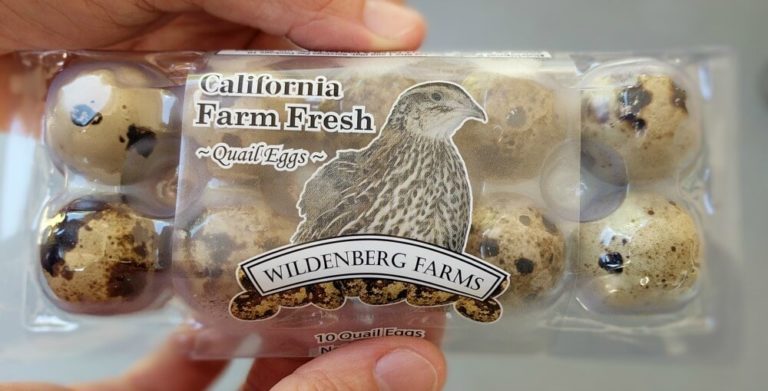 California
Farm Fresh
~Quail Eggs~
WILDENBERG FARMS
10 Quail Eggs